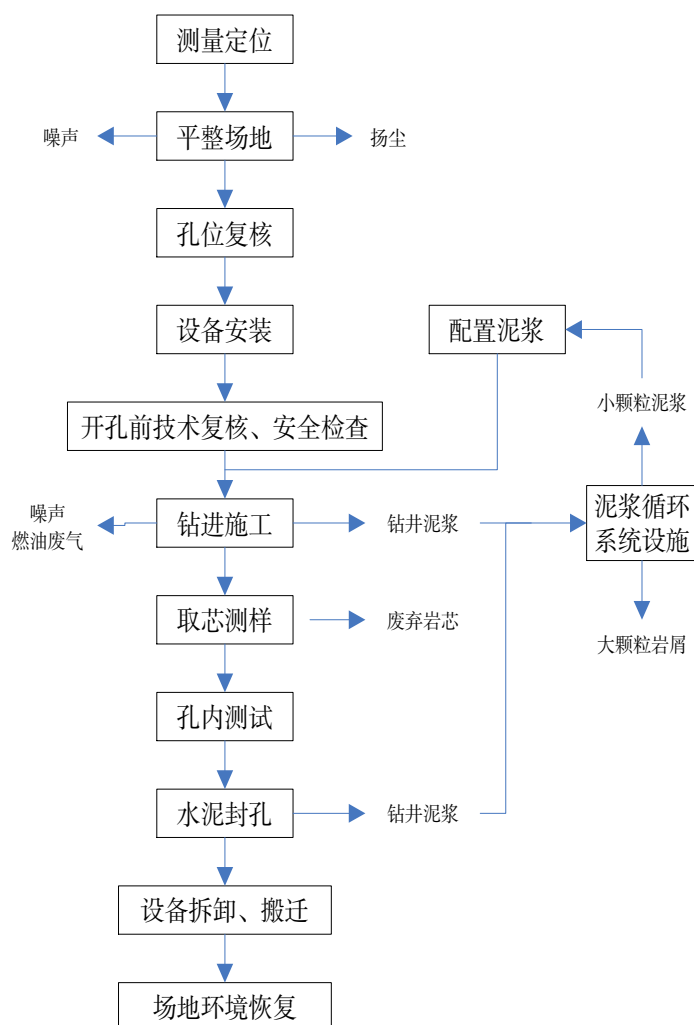 测量定位
噪声
平整场地
扬尘
孔位复核
设备安装
配置泥浆
小颗粒泥浆
开孔前技术复核、安全检查
噪声
燃油废气
钻进施工
钻井泥浆
泥浆循环
系统设施
取芯测样
废弃岩芯
大颗粒岩屑
孔内测试
水泥封孔
钻井泥浆
设备拆卸、搬迁
场地环境恢复